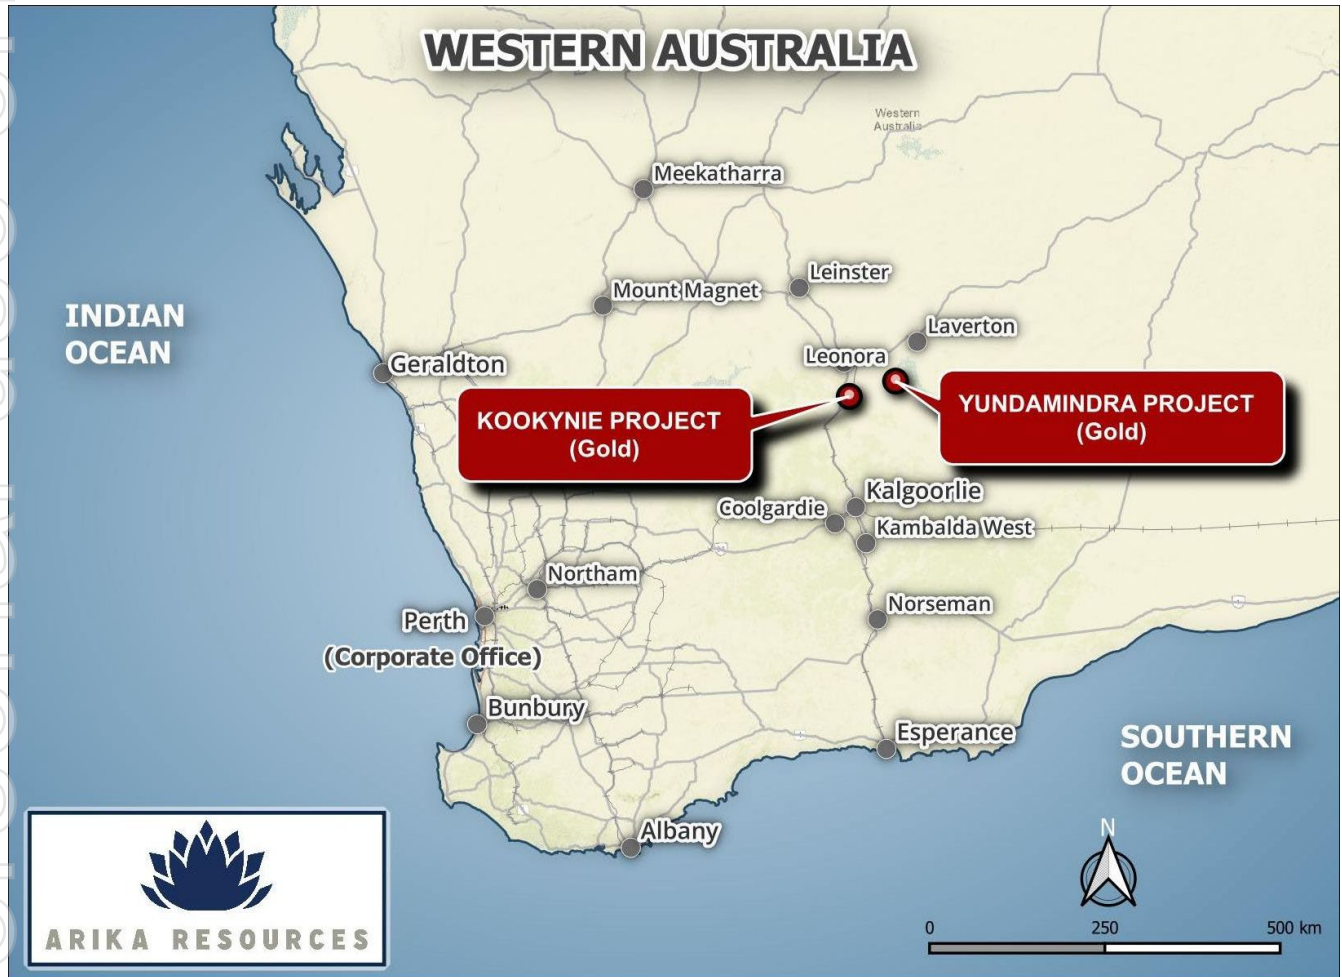 WESTERN AUSTRALIA
Western
Australia
Meekatharra
Leinster
Mount Magnet
INDIAN
OCEAN
Laverton
Leonora
Geraldton
KOOKYNIE PROJECT
(Gold)
YUNDAMINDRA PROJECT
(Gold)
Kalgoorlie
Coolgardie
Kambalda West
Northam
Norseman
Perth
(Corporate Office)
Bunbury
Esperance
SOUTHERN
OCEAN
Albany
N
0 250 500 km
ARIKA RESOURCES